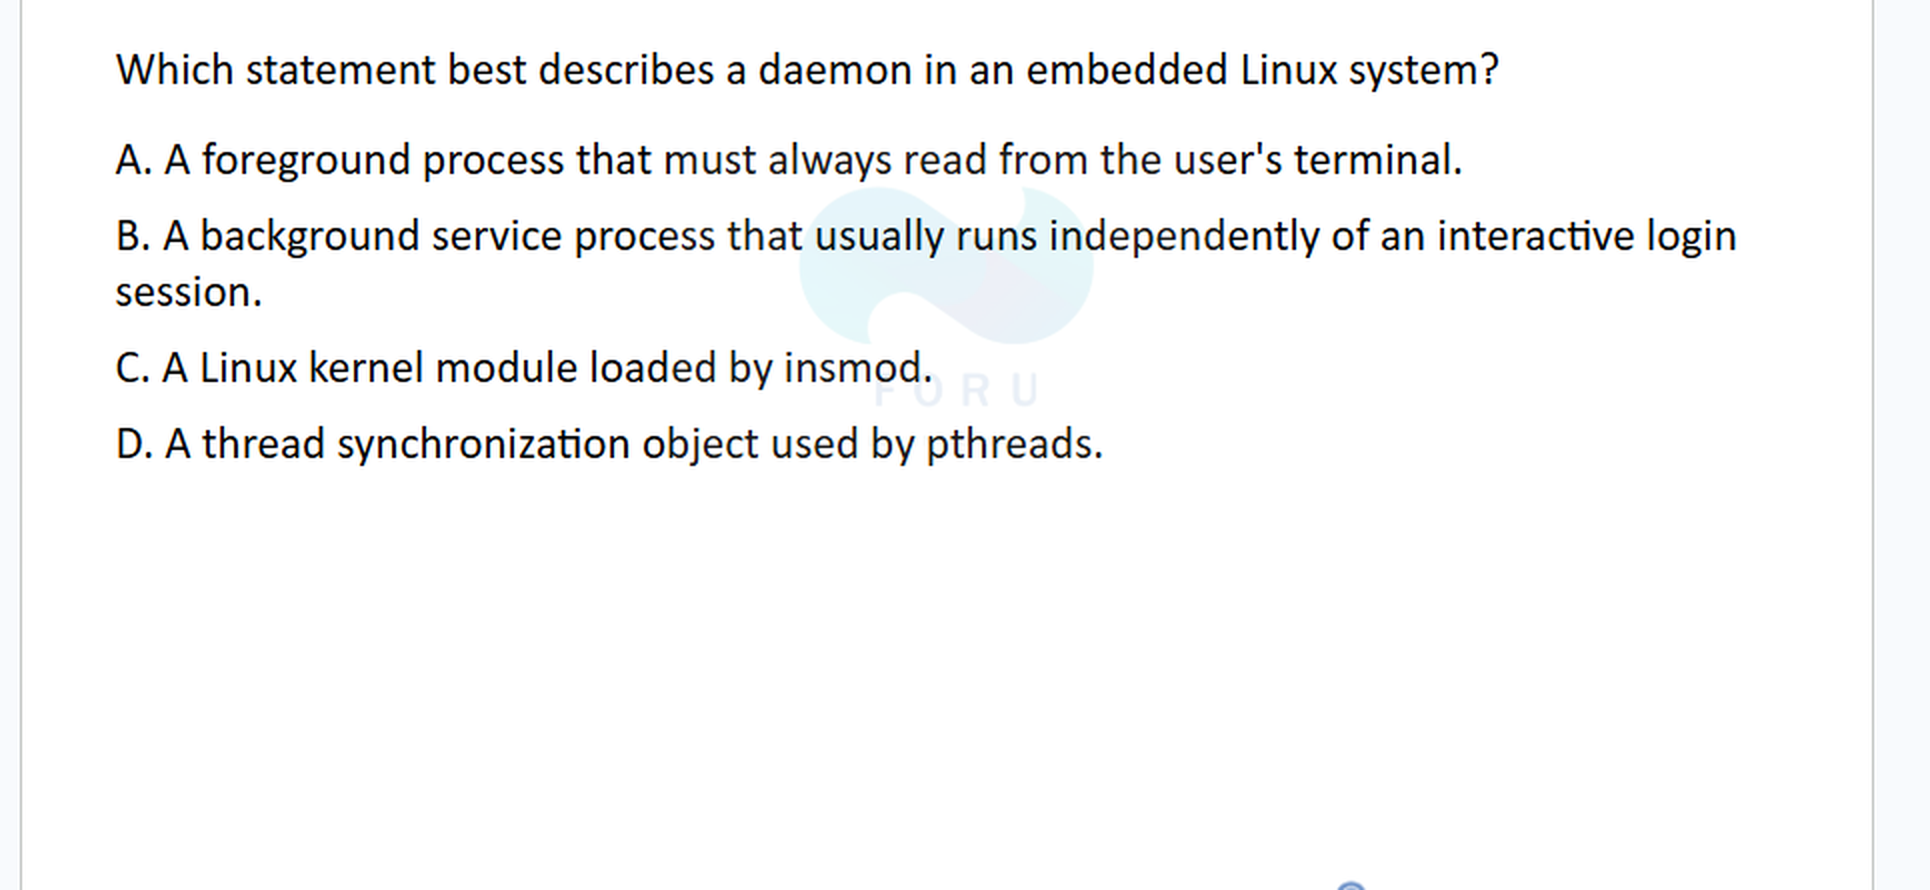 Which statement best describes a daemon in an embedded Linux system?
A. A foreground process that must always read from the user's terminal.
B. A background service process that usually runs independently of an interactive login
session.
C. A Linux kernel module loaded by insmod.
FORU
D. A thread synchronization object used by pthreads.